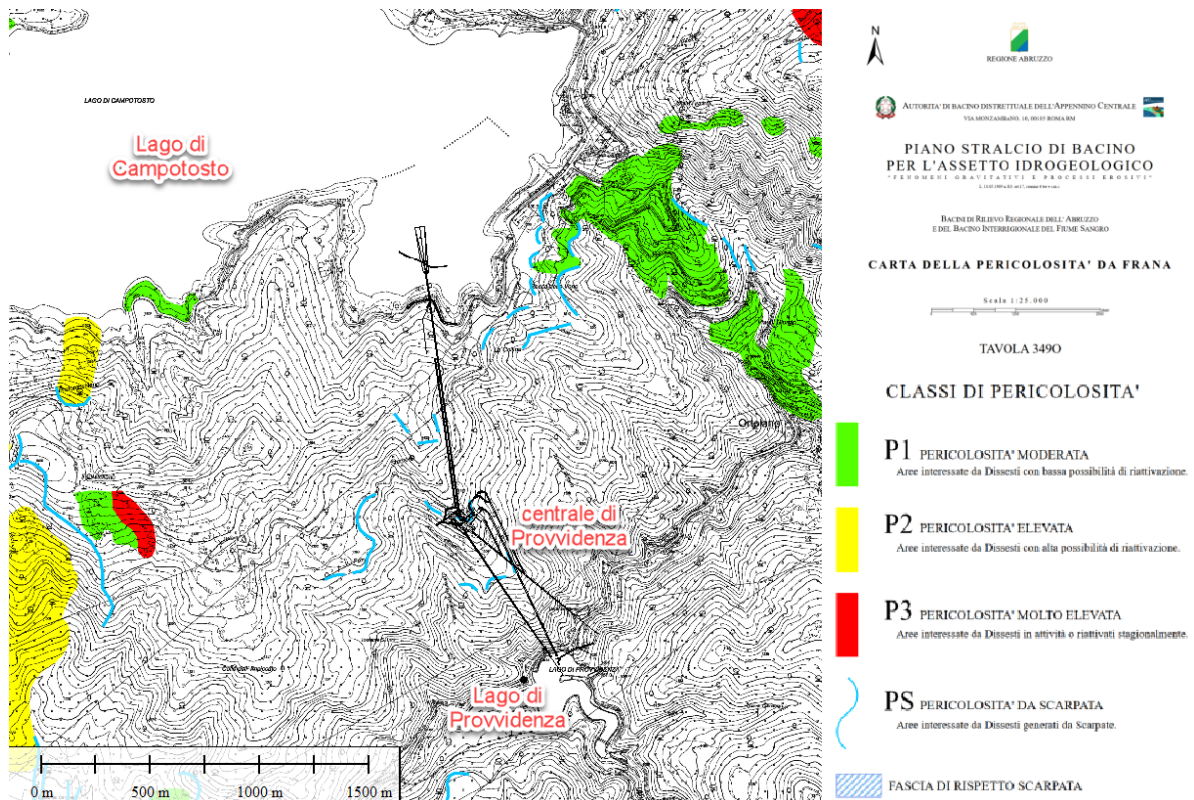 LAGO DI CAMPOTOSTO
Lago di
Campotosto
Ortolano
centrale di
Provvidenza
LAGO DI PROVVIDENZA
Lago di
Provvidenza
0 m
500 m
1000 m
1500 m
N
REGIONE ABRUZZO
AUTORITA' DI BACINO DISTRETTUALE DELL'APPENNINO CENTRALE
VIA MONZAMBANO, 10, 00185 ROMA RM
PIANO STRALCIO DI BACINO
PER L'ASSETTO IDROGEOLOGICO
"FENOMENI GRAVITATIVI E PROCESSI EROSIVI"
BACINI DI RILIEVO REGIONALE DELL' ABRUZZO
E DEL BACINO INTERREGIONALE DEL FIUME SANGRO
CARTA DELLA PERICOLOSITA' DA FRANA
Scala 1:25.000
TAVOLA 349O
CLASSI DI PERICOLOSITA'
P1 PERICOLOSITA' MODERATA
Aree interessate da Dissesti con bassa possibilità di riattivazione.
P2 PERICOLOSITA' ELEVATA
Aree interessate da Dissesti con alta possibilità di riattivazione.
P3 PERICOLOSITA' MOLTO ELEVATA
Aree interessate da Dissesti in attività o riattivati stagionalmente.
PS PERICOLOSITA' DA SCARPATA
Aree interessate da Dissesti generati da Scarpate.
FASCIA DI RISPETTO SCARPATA